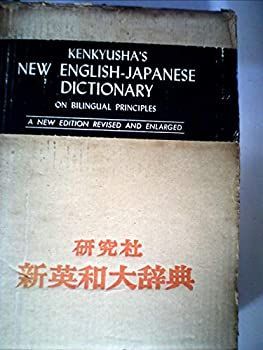 KENKYUSHA'S
NEW ENGLISH-JAPANESE
DICTIONARY
ON BILINGUAL PRINCIPLES
A NEW EDITION REVISED AND ENLARGED
研究社
新英和大辞典